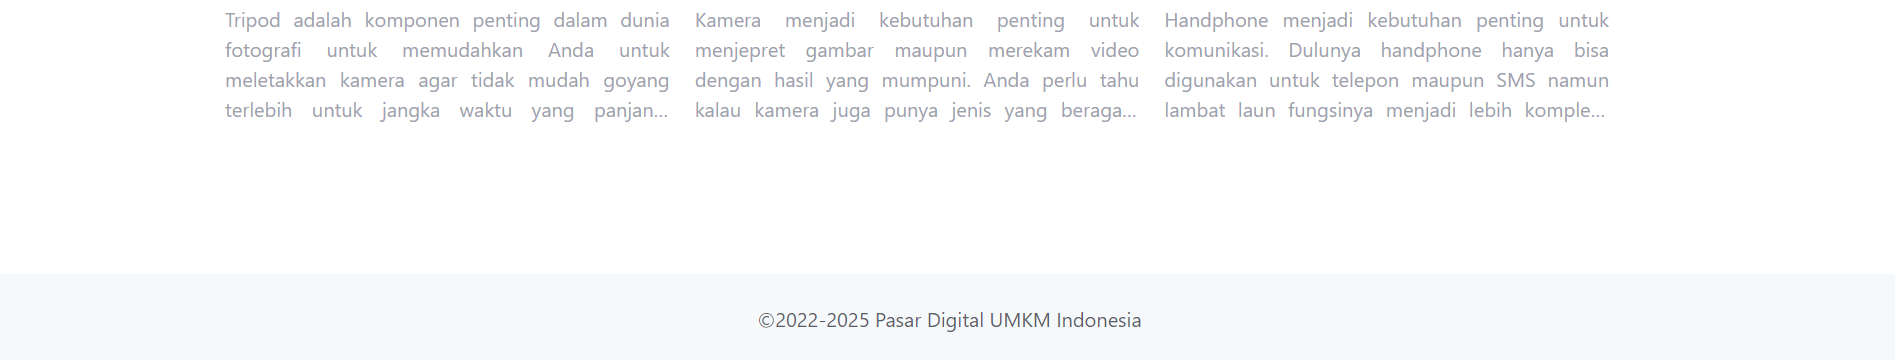 Tripod adalah komponen penting dalam dunia
fotografi untuk memudahkan Anda untuk
meletakkan kamera agar tidak mudah goyang
terlebih untuk jangka waktu yang panjan...
Kamera menjadi kebutuhan penting untuk
menjepret gambar maupun merekam video
dengan hasil yang mumpuni. Anda perlu tahu
kalau kamera juga punya jenis yang beraga...
Handphone menjadi kebutuhan penting untuk
komunikasi. Dulunya handphone hanya bisa
digunakan untuk telepon maupun SMS namun
lambat laun fungsinya menjadi lebih komple...
©2022-2025 Pasar Digital UMKM Indonesia